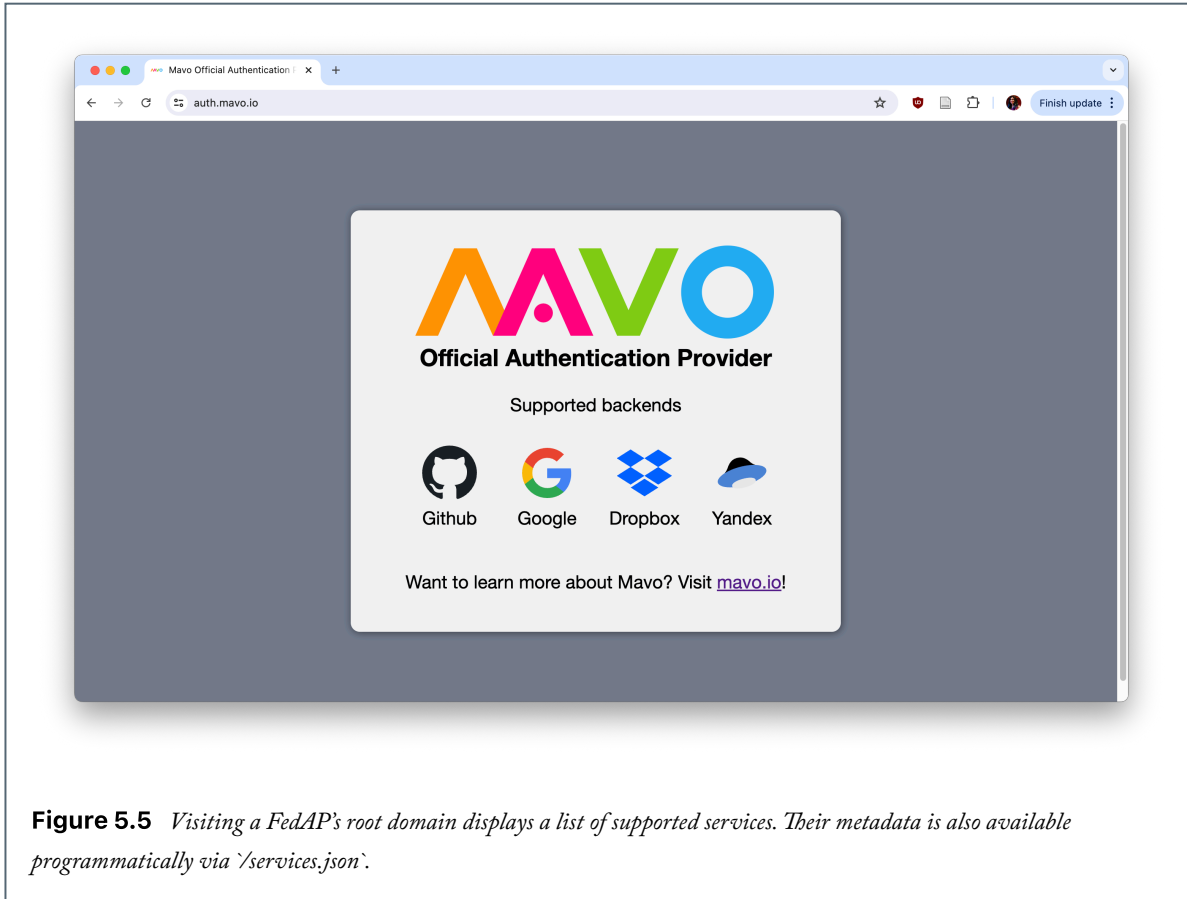 Mavo Official Authentication
auth.mavo.io
Finish update
MAVO
Official Authentication Provider
Supported backends
Github Google Dropbox Yandex
Want to learn more about Mavo? Visit mavo.io!
Figure 5.5 Visiting a FedAP’s root domain displays a list of supported services. Their metadata is also available
programmatically via `/services.json`.